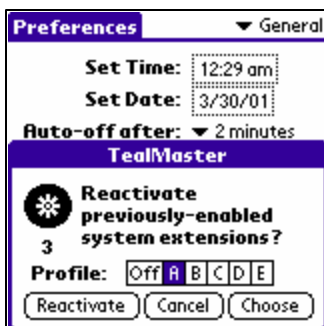 Preferences ▼ General
Set Time: 12:29 am
Set Date: 3/30/01
Auto-off after: ▼ 2 minutes
TealMaster
Reactivate
previously-enabled
system extensions?
3
Profile: Off A B C D E
Reactivate Cancel Choose